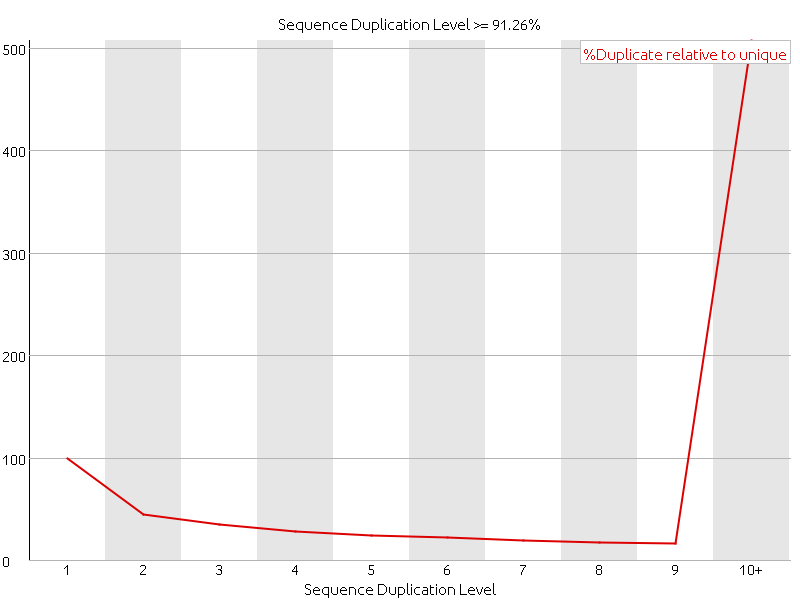 Sequence Duplication Level >= 91.26%
%Duplicate relative to unique
500
400
300
200
100
0
1 2 3 4 5 6 7 8 9 10+
Sequence Duplication Level